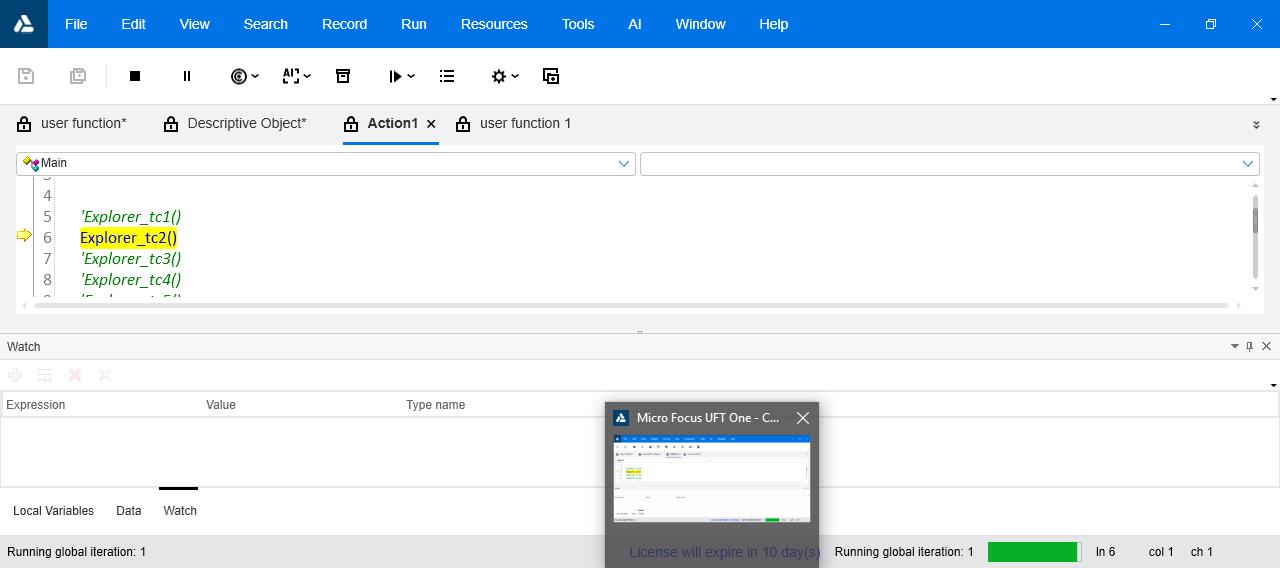 File Edit View Search Record Run Resources Tools AI Window Help
AI
user function* Descriptive Object* Action1 user function 1
Main
4
5 'Explorer_tc1()
6 Explorer_tc2()
7 'Explorer_tc3()
8 'Explorer_tc4()
Watch
Expression Value Type name
Micro Focus UFT One - C...
Local Variables Data Watch
Running global iteration: 1 License will expire in 10 day(s) Running global iteration: 1 ln 6 col 1 ch 1